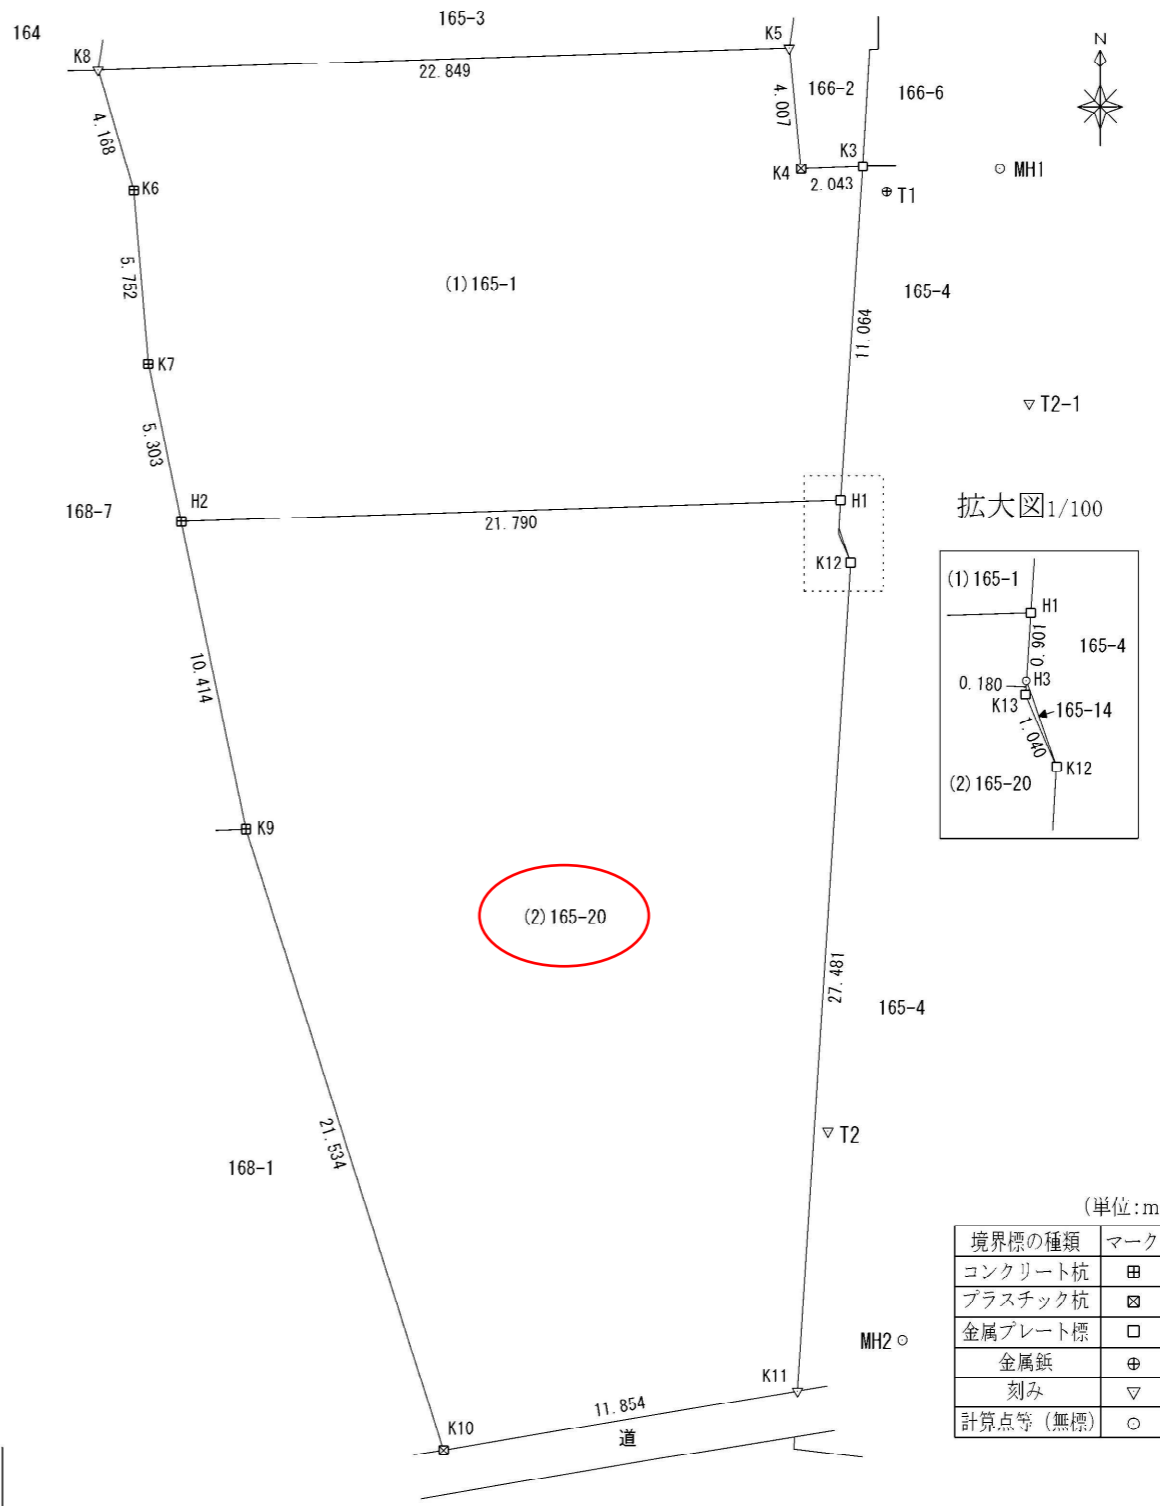 165-3
164
K8
K5
N
22.849
4.007
166-2
166-6
4.168
K3
MH1
K4
2.043
K6
T1
5.752
(1)165-1
165-4
11.064
K7
T2-1
5.303
H2
H1
拡大図1/100
168-7
21.790
K12
(1)165-1
H1
0.901
165-4
H3
0.180
K13
165-14
1.040
K12
(2)165-20
10.414
K9
(2)165-20
27.481
165-4
21.534
T2
168-1
(単位:m
境界標の種類 マーク
コンクリート杭 ⊞
プラスチック杭 ⊠
金属プレート標 □
金属鋲 ⊕
刻み ▽
計算点等(無標) ○
MH2
K11
11.854
K10
道